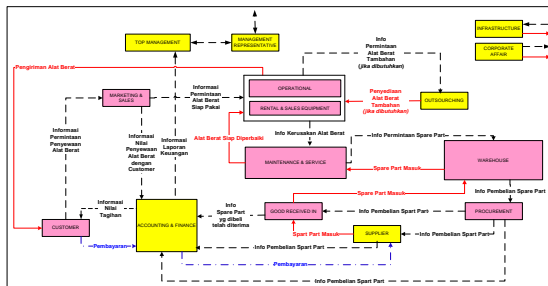 TOP MANAGEMENT
MANAGEMENT
REPRESENTATIVE
Info
Permintaan
Alat Berat
Tambahan
(jika dibutuhkan)
INFRASTRUCTURE
CORPORATE
AFFAIR
Pengiriman Alat Berat
MARKETING &
SALES
Informasi
Permintaan
Alat Berat
Siap Pakai
OPERATIONAL
RENTAL & SALES EQUIPMENT
Penyediaan
Alat Berat
Tambahan
(jika dibutuhkan)
OUTSOURCHING
Informasi
Permintaan
Penyewaan
Alat Berat
Informasi
Nilai
Penyewaan
Alat Berat
dengan
Customer
Informasi
Laporan
Keuangan
Alat Berat Siap Diperbaiki
Info Kerusakan Alat Berat
Info Permintaan Spare Part
MAINTENANCE & SERVICE
Spare Part Masuk
WAREHOUSE
Spare Part Masuk
Info Pembelian Spare Part
Informasi
Nilai
Tagihan
CUSTOMER
ACCOUNTING & FINANCE
Info
Spare Part
yg dibeli
telah diterima
GOOD RECEIVED IN
Info Pembelian Spart Part
PROCUREMENT
Spart Part Masuk
SUPPLIER
Info Pembelian Spart Part
Pembayaran
Info Pembelian Spart Part
Pembayaran
Info Pembelian Spart Part